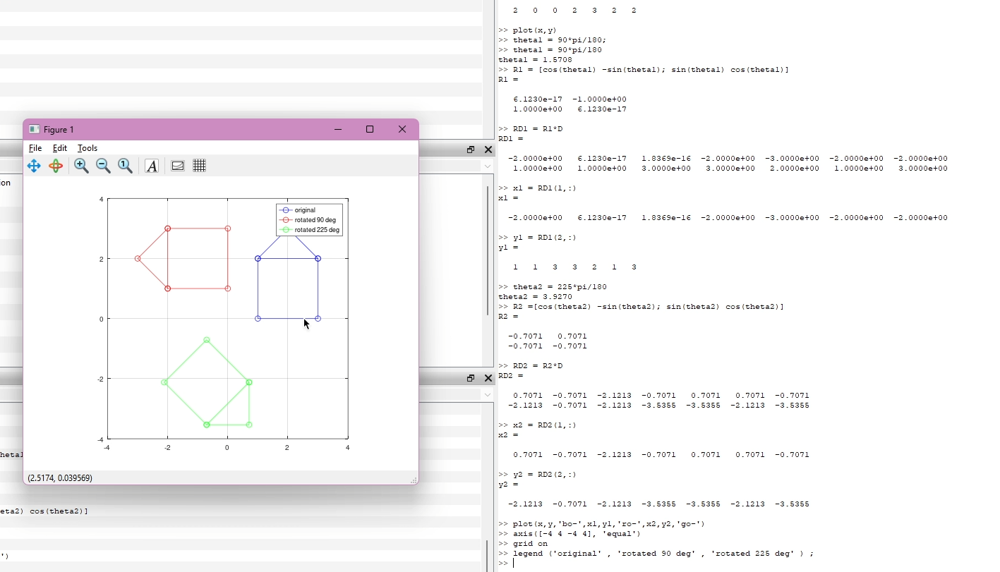 2 0 0 2 3 2 2
>> plot(x,y)
>> theta1 = 90*pi/180;
>> theta1 = 90*pi/180
theta1 = 1.5708
>> R1 = [cos(theta1) -sin(theta1); sin(theta1) cos(theta1)]
R1 =
6.1230e-17 -1.0000e+00
1.0000e+00 6.1230e-17
>> RD1 = R1*D
RD1 =
-2.0000e+00 6.1230e-17 1.8369e-16 -2.0000e+00 -3.0000e+00 -2.0000e+00 -2.0000e+00
1.0000e+00 1.0000e+00 3.0000e+00 3.0000e+00 2.0000e+00 1.0000e+00 3.0000e+00
>> x1 = RD1(1,:)
x1 =
-2.0000e+00 6.1230e-17 1.8369e-16 -2.0000e+00 -3.0000e+00 -2.0000e+00 -2.0000e+00
>> y1 = RD1(2,:)
y1 =
1 1 3 3 2 1 3
>> theta2 = 225*pi/180
theta2 = 3.9270
>> R2 =[cos(theta2) -sin(theta2); sin(theta2) cos(theta2)]
R2 =
-0.7071 0.7071
-0.7071 -0.7071
>> RD2 = R2*D
RD2 =
0.7071 -0.7071 -2.1213 -0.7071 0.7071 0.7071 -0.7071
-2.1213 -0.7071 -2.1213 -3.5355 -3.5355 -2.1213 -3.5355
>> x2 = RD2(1,:)
x2 =
0.7071 -0.7071 -2.1213 -0.7071 0.7071 0.7071 -0.7071
>> y2 = RD2(2,:)
y2 =
-2.1213 -0.7071 -2.1213 -3.5355 -3.5355 -2.1213 -3.5355
>> plot(x,y,'bo-',x1,y1,'ro-',x2,y2,'go-')
>> axis([-4 4 -4 4], 'equal')
>> grid on
>> legend ('original' , 'rotated 90 deg' , 'rotated 225 deg' ) ;
>>
Figure 1
File Edit Tools
A
original
rotated 90 deg
rotated 225 deg
4
2
0
-2
-4
-4 -2 0 2 4
(2.5174, 0.039569)
ion
heta1
eta2) cos(theta2)]
')